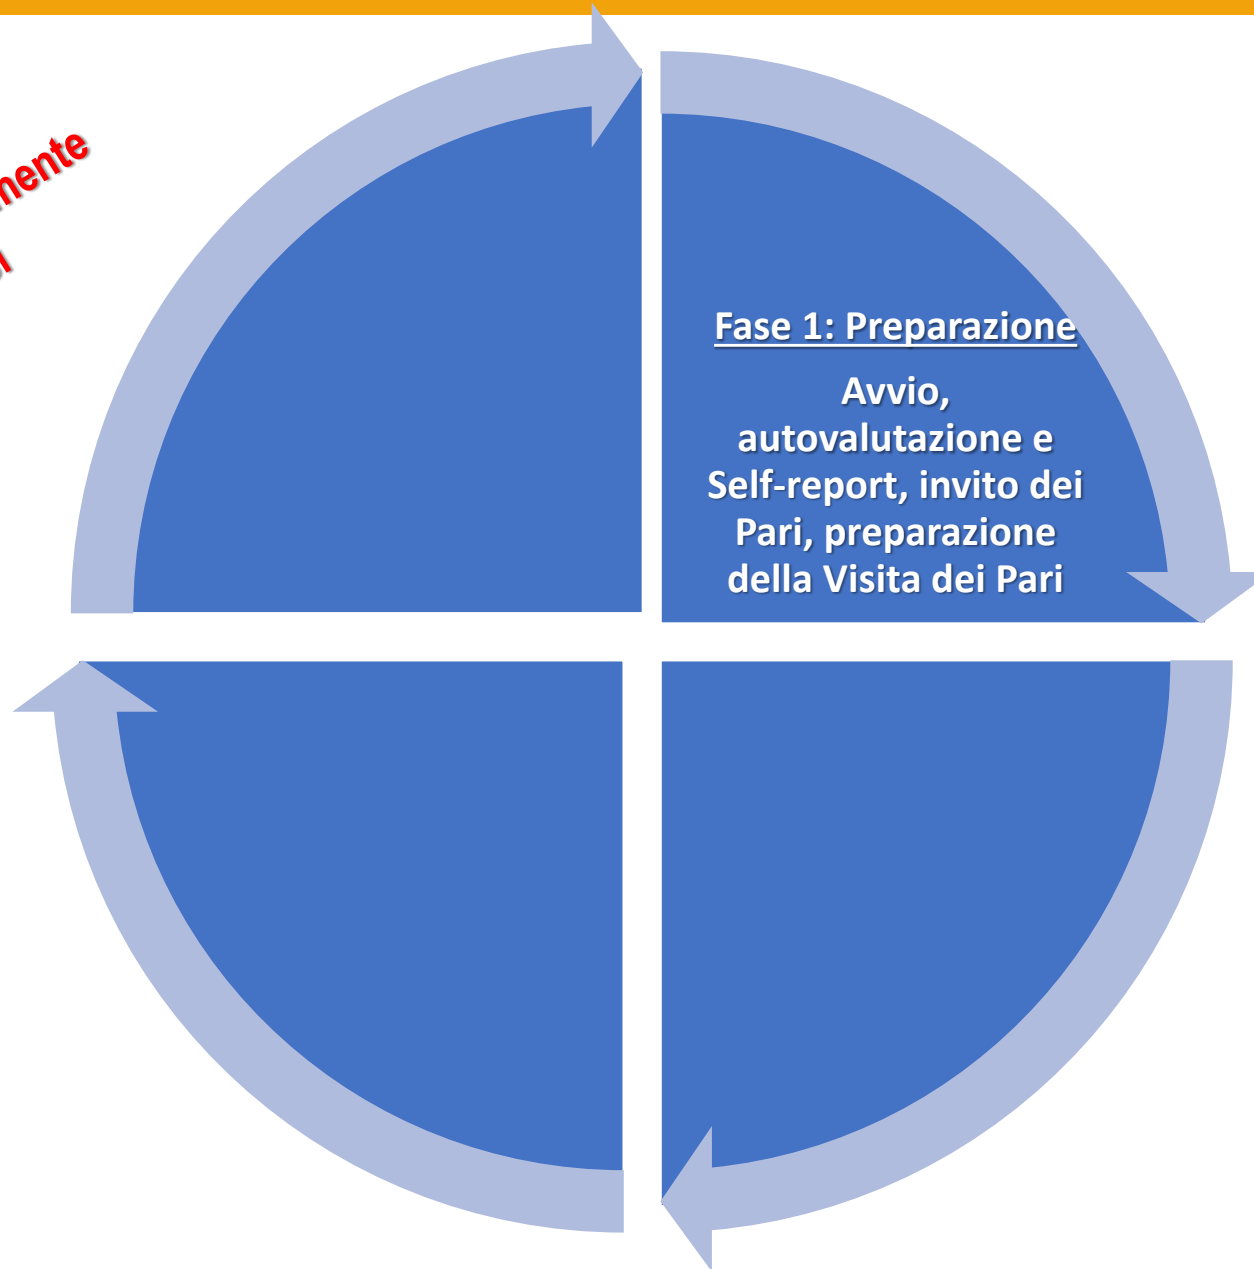 Fase 1: Preparazione
Avvio,
autovalutazione e
Self-report, invito dei
Pari, preparazione
della Visita dei Pari